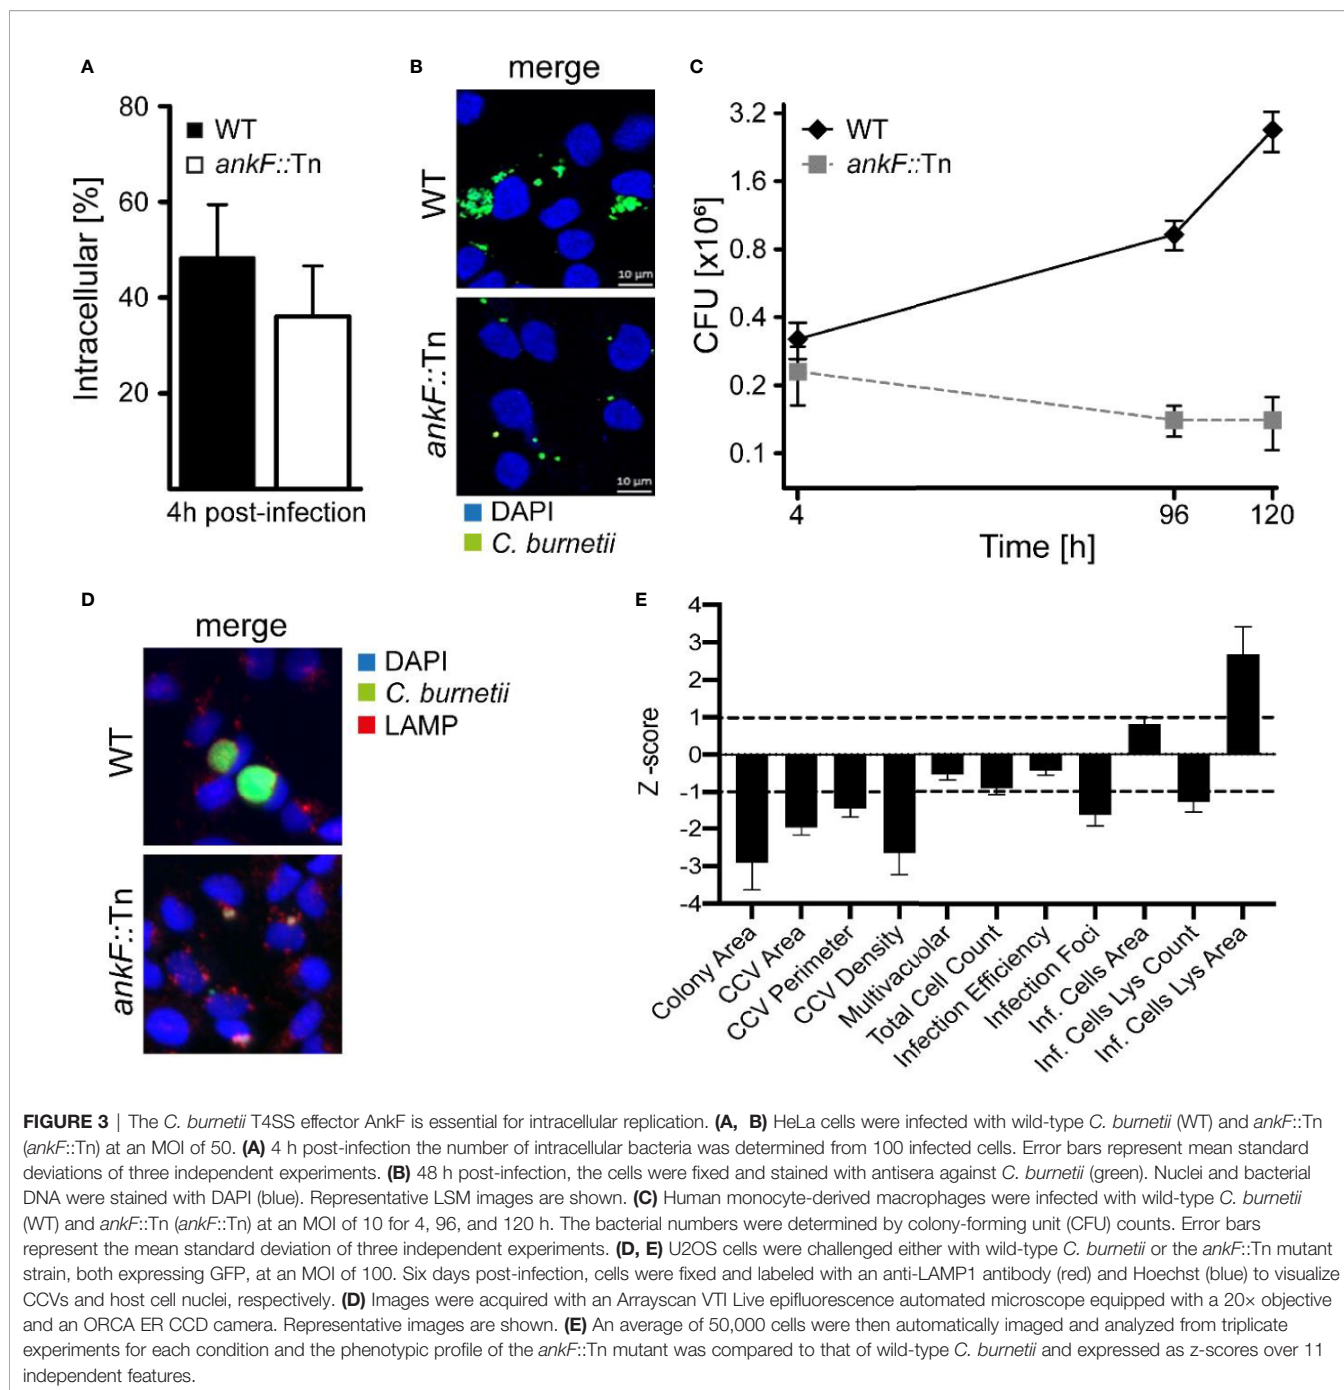 A
80
60
40
20
Intracellular [%]
WT
ankF::Tn
4h post-infection
B
merge
WT
10 µm
ankF::Tn
10 µm
DAPI
C. burnetii
C
3.2
1.6
0.8
0.4
0.2
0.1
CFU [x10⁶]
WT
ankF::Tn
4
96
120
Time [h]
D
merge
WT
ankF::Tn
DAPI
C. burnetii
LAMP
E
4
3
2
1
0
-1
-2
-3
-4
Z -score
Colony Area
CCV Area
CCV Perimeter
CCV Density
Multivacuolar
Total Cell Count
Infection Efficiency
Infection Foci
Inf. Cells Area
Inf. Cells Lys Count
Inf. Cells Lys Area
FIGURE 3 | The C. burnetii T4SS effector AnkF is essential for intracellular replication. (A, B) HeLa cells were infected with wild-type C. burnetii (WT) and ankF::Tn
(ankF::Tn) at an MOI of 50. (A) 4 h post-infection the number of intracellular bacteria was determined from 100 infected cells. Error bars represent mean standard
deviations of three independent experiments. (B) 48 h post-infection, the cells were fixed and stained with antisera against C. burnetii (green). Nuclei and bacterial
DNA were stained with DAPI (blue). Representative LSM images are shown. (C) Human monocyte-derived macrophages were infected with wild-type C. burnetii
(WT) and ankF::Tn (ankF::Tn) at an MOI of 10 for 4, 96, and 120 h. The bacterial numbers were determined by colony-forming unit (CFU) counts. Error bars
represent the mean standard deviation of three independent experiments. (D, E) U2OS cells were challenged either with wild-type C. burnetii or the ankF::Tn mutant
strain, both expressing GFP, at an MOI of 100. Six days post-infection, cells were fixed and labeled with an anti-LAMP1 antibody (red) and Hoechst (blue) to visualize
CCVs and host cell nuclei, respectively. (D) Images were acquired with an Arrayscan VTI Live epifluorescence automated microscope equipped with a 20× objective
and an ORCA ER CCD camera. Representative images are shown. (E) An average of 50,000 cells were then automatically imaged and analyzed from triplicate
experiments for each condition and the phenotypic profile of the ankF::Tn mutant was compared to that of wild-type C. burnetii and expressed as z-scores over 11
independent features.